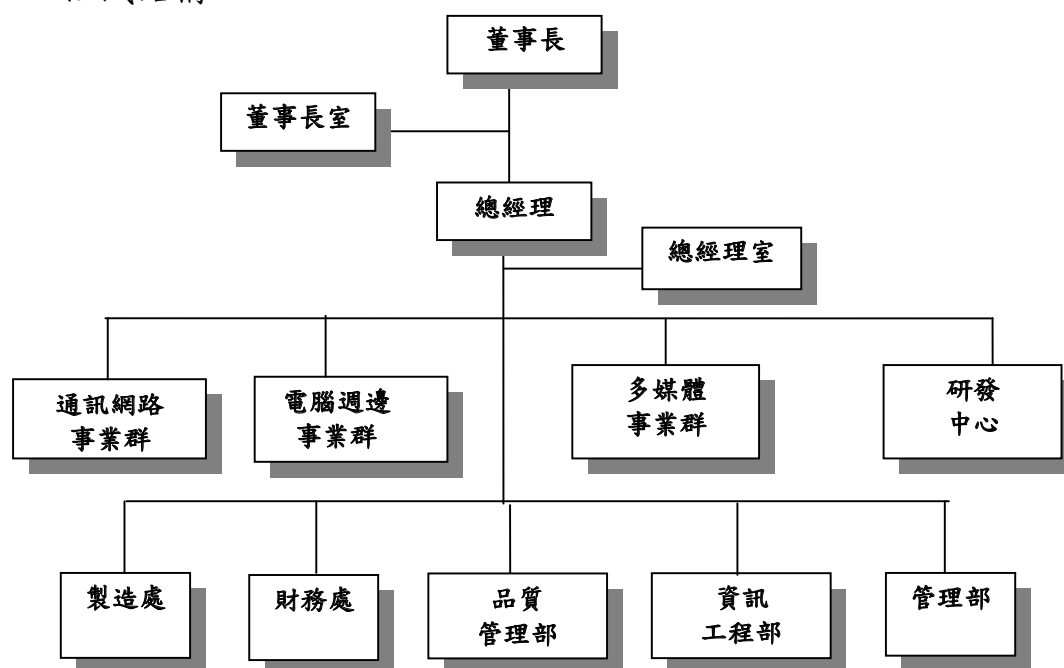 董事長
董事長室
總經理
總經理室
通訊網路
事業群
電腦週邊
事業群
多媒體
事業群
研發
中心
製造處
財務處
品質
管理部
資訊
工程部
管理部